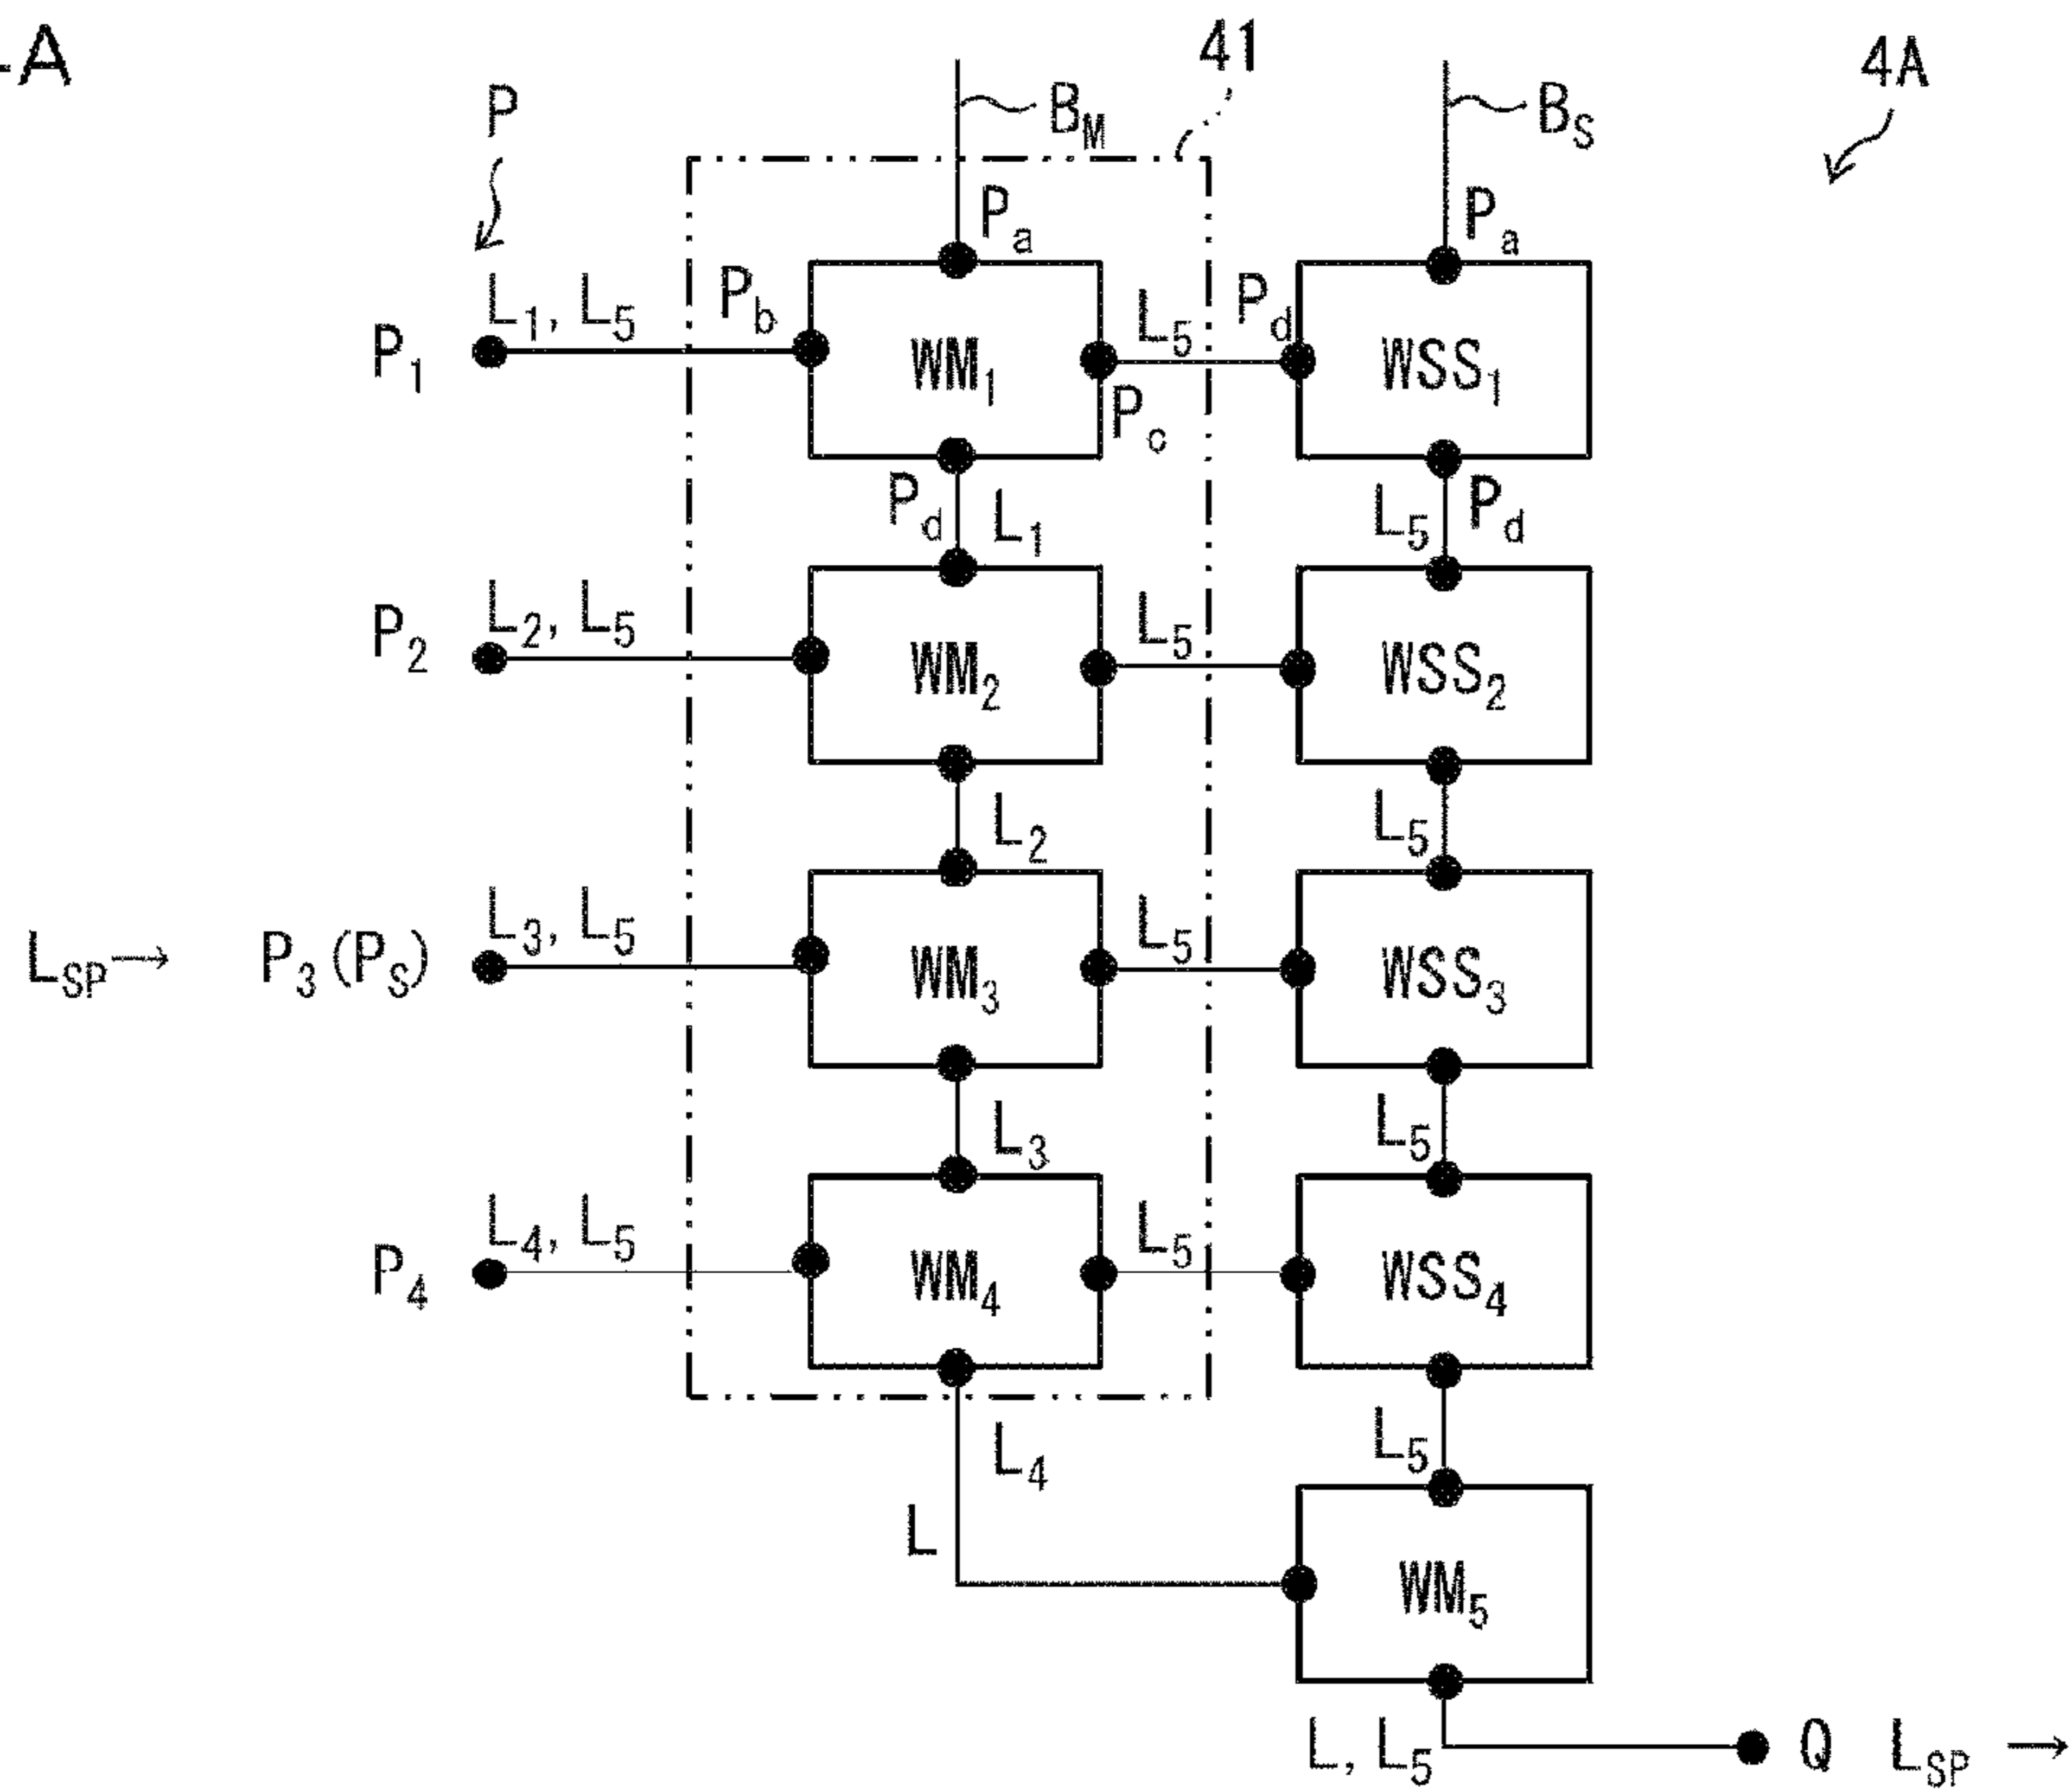 -A
41
4A
P
B_M
B_S
P_a
P_a
L_1, L_5
P_b
L_5
P_d
P_1
WM_1
WSS_1
P_c
P_d
L_1
L_5
P_d
L_2, L_5
L_5
P_2
WM_2
WSS_2
L_2
L_5
L_3, L_5
L_5
L_SP→ P_3(P_S)
WM_3
WSS_3
L_3
L_5
L_4, L_5
L_5
P_4
WM_4
WSS_4
L_4
L_5
L
WM_5
L, L_5
Q L_SP →